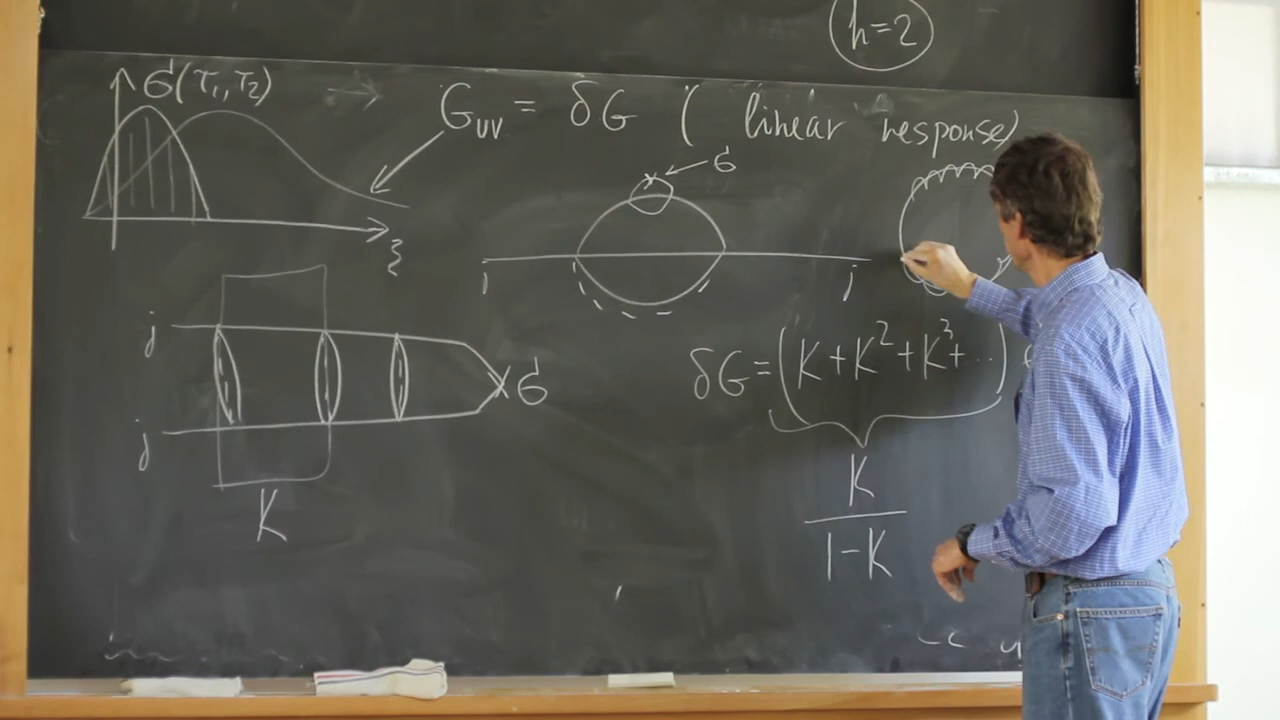 h=2
σ(τ₁,τ₂)
G_UV = δG ( linear response)
σ
ξ
j
j
σ
j
δG=(K+K²+K³+...)
K
1-K
K